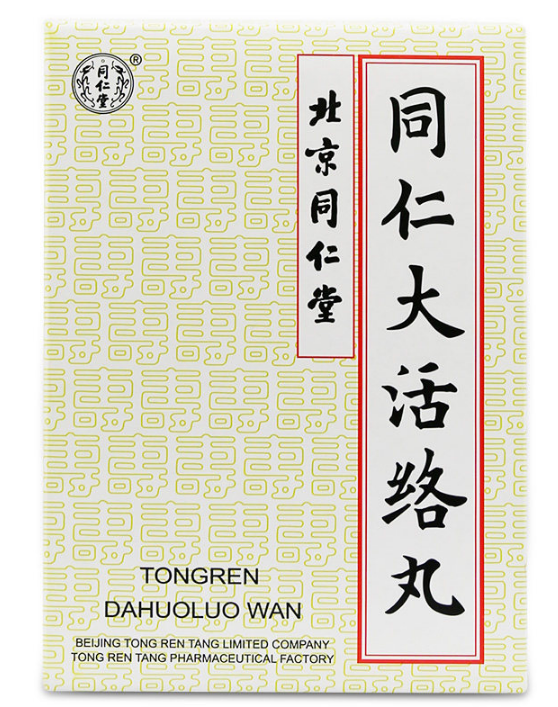 同仁堂
®
北京同仁堂
同仁大活络丸
TONGREN
DAHUOLUO WAN
BEIJING TONG REN TANG LIMITED COMPANY
TONG REN TANG PHARMACEUTICAL FACTORY